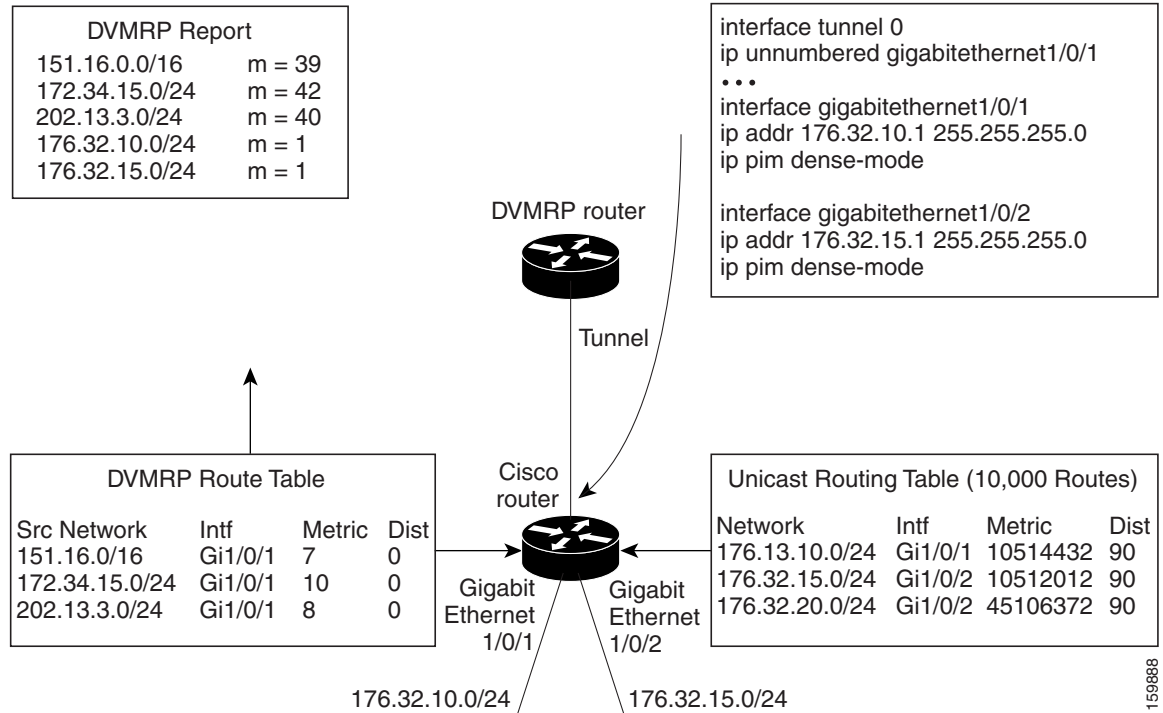 DVMRP Report
151.16.0.0/16 m = 39
172.34.15.0/24 m = 42
202.13.3.0/24 m = 40
176.32.10.0/24 m = 1
176.32.15.0/24 m = 1
interface tunnel 0
ip unnumbered gigabitethernet1/0/1
• • •
interface gigabitethernet1/0/1
ip addr 176.32.10.1 255.255.255.0
ip pim dense-mode
interface gigabitethernet1/0/2
ip addr 176.32.15.1 255.255.255.0
ip pim dense-mode
DVMRP router
Tunnel
Cisco
router
DVMRP Route Table
Src Network Intf Metric Dist
151.16.0/16 Gi1/0/1 7 0
172.34.15.0/24 Gi1/0/1 10 0
202.13.3.0/24 Gi1/0/1 8 0
Gigabit
Ethernet
1/0/1
Gigabit
Ethernet
1/0/2
Unicast Routing Table (10,000 Routes)
Network Intf Metric Dist
176.13.10.0/24 Gi1/0/1 10514432 90
176.32.15.0/24 Gi1/0/2 10512012 90
176.32.20.0/24 Gi1/0/2 45106372 90
176.32.10.0/24
176.32.15.0/24
159888